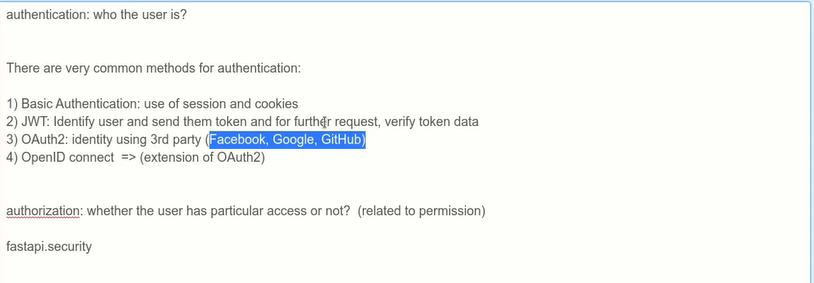 authentication: who the user is?
There are very common methods for authentication:
1) Basic Authentication: use of session and cookies
2) JWT: Identify user and send them token and for further request, verify token data
3) OAuth2: identity using 3rd party (Facebook, Google, GitHub)
4) OpenID connect => (extension of OAuth2)
authorization: whether the user has particular access or not? (related to permission)
fastapi.security